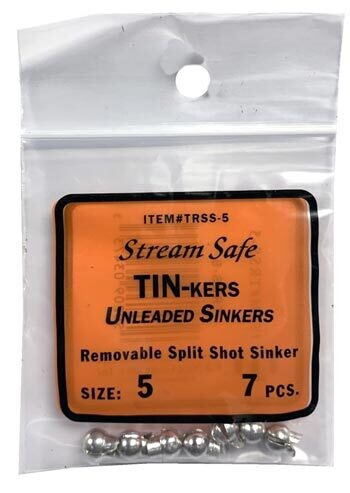 ITEM#TRSS-5
Stream Safe
TIN-KERS
UNLEADED SINKERS
Removable Split Shot Sinker
SIZE: 5 7 PCS.